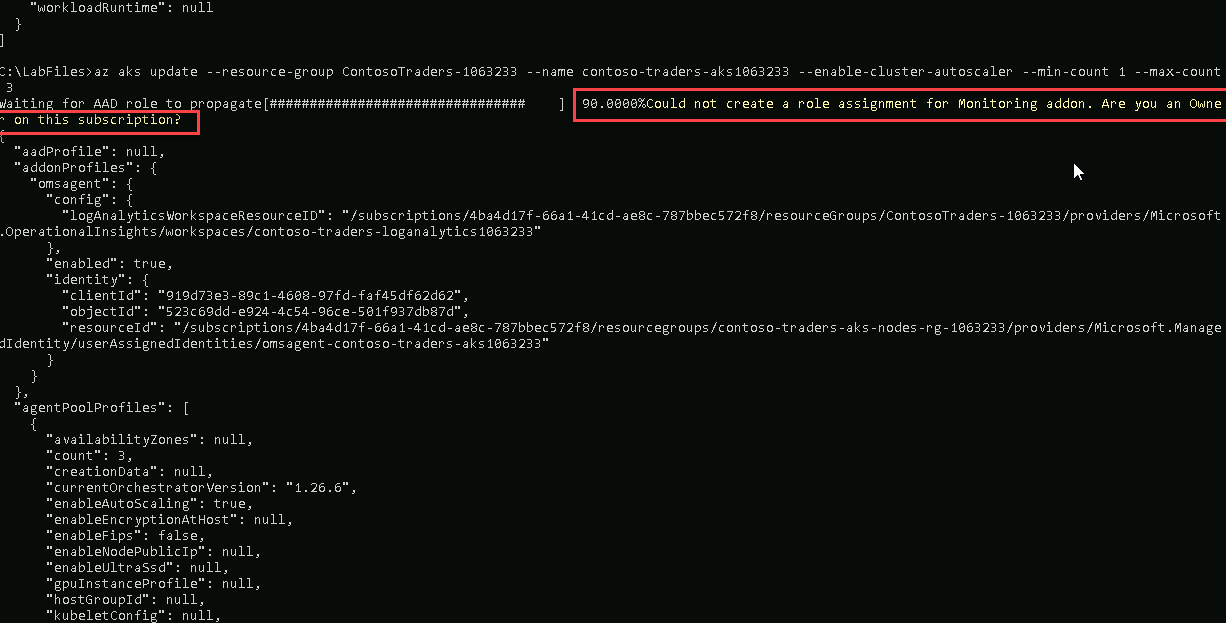 "workloadRuntime": null
  }
]
C:\LabFiles>az aks update --resource-group ContosoTraders-1063233 --name contoso-traders-aks1063233 --enable-cluster-autoscaler --min-count 1 --max-count
 3
Waiting for AAD role to propagate[################################    ] 90.0000%Could not create a role assignment for Monitoring addon. Are you an Owne
r on this subscription?
{
  "aadProfile": null,
  "addonProfiles": {
    "omsagent": {
      "config": {
        "logAnalyticsWorkspaceResourceID": "/subscriptions/4ba4d17f-66a1-41cd-ae8c-787bbec572f8/resourceGroups/ContosoTraders-1063233/providers/Microsoft
.OperationalInsights/workspaces/contoso-traders-loganalytics1063233"
      },
      "enabled": true,
      "identity": {
        "clientId": "919d73e3-89c1-4608-97fd-faf45df62d62",
        "objectId": "523c69dd-e924-4c54-96ce-501f937db87d",
        "resourceId": "/subscriptions/4ba4d17f-66a1-41cd-ae8c-787bbec572f8/resourcegroups/contoso-traders-aks-nodes-rg-1063233/providers/Microsoft.Manage
dIdentity/userAssignedIdentities/omsagent-contoso-traders-aks1063233"
      }
    }
  },
  "agentPoolProfiles": [
    {
      "availabilityZones": null,
      "count": 3,
      "creationData": null,
      "currentOrchestratorVersion": "1.26.6",
      "enableAutoScaling": true,
      "enableEncryptionAtHost": null,
      "enableFips": false,
      "enableNodePublicIp": null,
      "enableUltraSsd": null,
      "gpuInstanceProfile": null,
      "hostGroupId": null,
      "kubeletConfig": null,